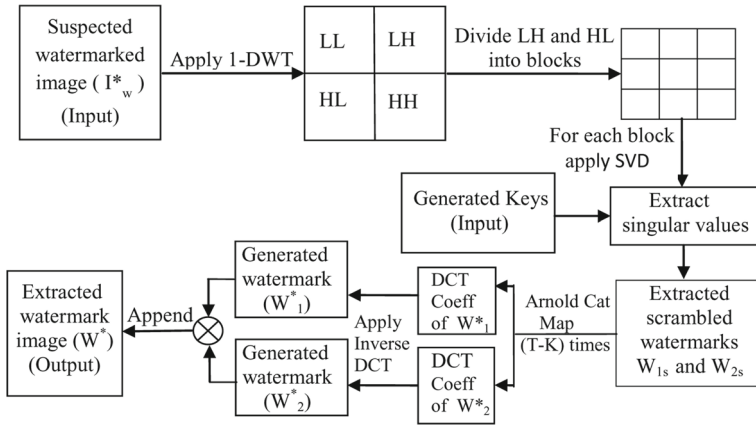 Suspected
watermarked
image ( I*w )
(Input)
Apply 1-DWT
LL
LH
HL
HH
Divide LH and HL
into blocks
For each block
apply SVD
Generated Keys
(Input)
Extract
singular values
Extracted
scrambled
watermarks
W1s and W2s
Arnold Cat
Map
(T-K) times
DCT
Coeff
of W*1
DCT
Coeff
of W*2
Apply
Inverse
DCT
Generated
watermark
(W*1)
Generated
watermark
(W*2)
Append
Extracted
watermark
image (W*)
(Output)